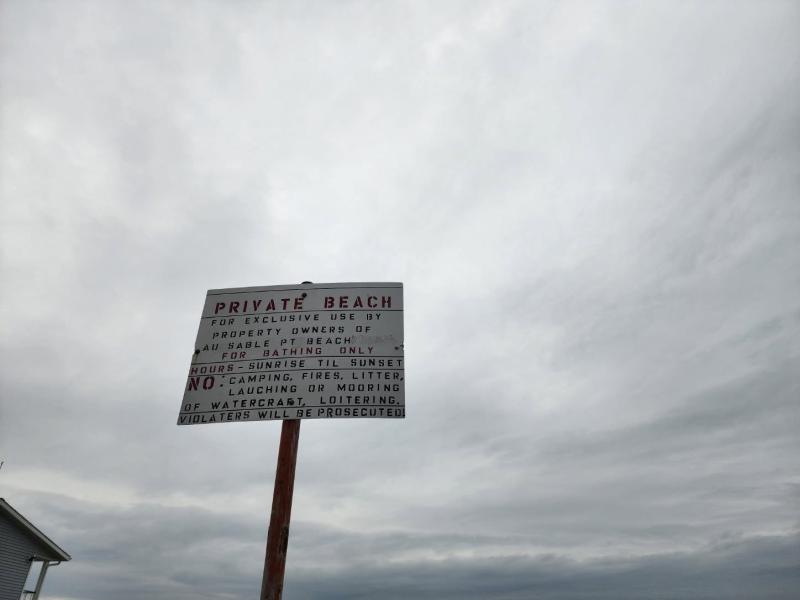 PRIVATE BEACH
FOR EXCLUSIVE USE BY
PROPERTY OWNERS OF
AU SABLE PT BEACH
FOR BATHING ONLY
HOURS - SUNRISE TIL SUNSET
NO: CAMPING, FIRES, LITTER,
LAUCHING OR MOORING
OF WATERCRAFT, LOITERING.
VIOLATERS WILL BE PROSECUTED!